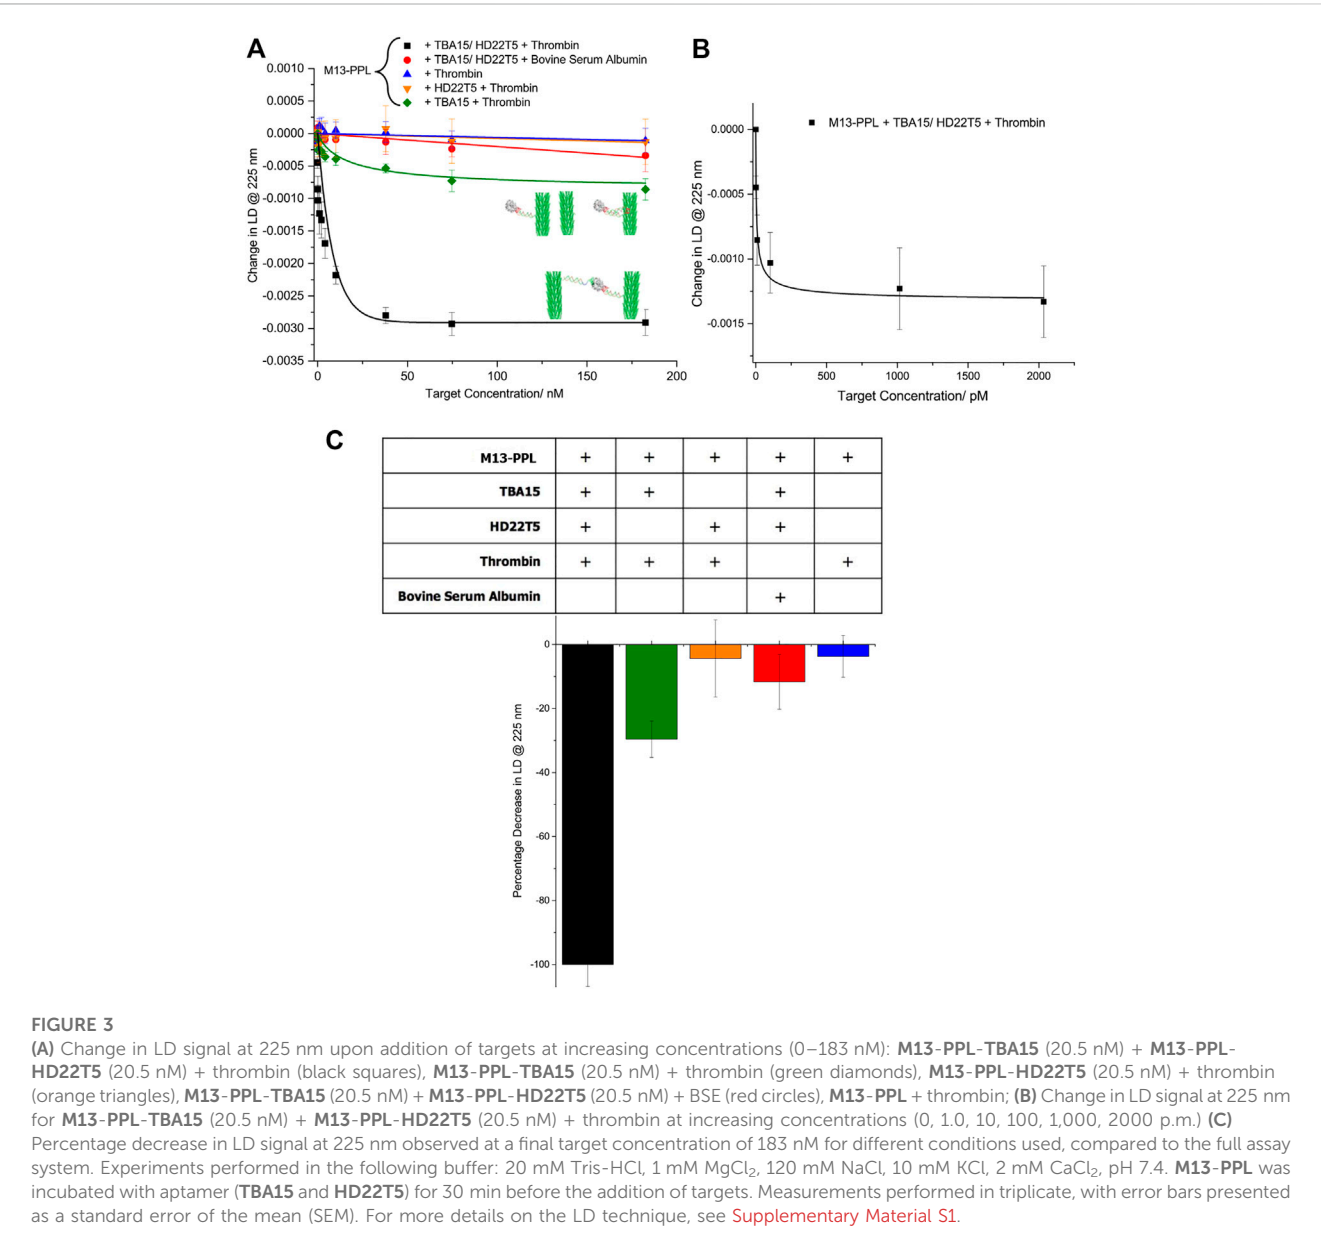 A
M13-PPL
+ TBA15/ HD22T5 + Thrombin
+ TBA15/ HD22T5 + Bovine Serum Albumin
+ Thrombin
+ HD22T5 + Thrombin
+ TBA15 + Thrombin
Change in LD @ 225 nm
0.0010
0.0005
0.0000
-0.0005
-0.0010
-0.0015
-0.0020
-0.0025
-0.0030
-0.0035
0 50 100 150 200
Target Concentration/ nM
B
M13-PPL + TBA15/ HD22T5 + Thrombin
Change in LD @ 225 nm
0.0000
-0.0005
-0.0010
-0.0015
0 500 1000 1500 2000
Target Concentration/ pM
C
M13-PPL + + + + +
TBA15 + + +
HD22T5 + + +
Thrombin + + + +
Bovine Serum Albumin +
Percentage Decrease in LD @ 225 nm
0
-20
-40
-60
-80
-100
FIGURE 3
(A) Change in LD signal at 225 nm upon addition of targets at increasing concentrations (0–183 nM): M13-PPL-TBA15 (20.5 nM) + M13-PPL-
HD22T5 (20.5 nM) + thrombin (black squares), M13-PPL-TBA15 (20.5 nM) + thrombin (green diamonds), M13-PPL-HD22T5 (20.5 nM) + thrombin
(orange triangles), M13-PPL-TBA15 (20.5 nM) + M13-PPL-HD22T5 (20.5 nM) + BSE (red circles), M13-PPL + thrombin; (B) Change in LD signal at 225 nm
for M13-PPL-TBA15 (20.5 nM) + M13-PPL-HD22T5 (20.5 nM) + thrombin at increasing concentrations (0, 1.0, 10, 100, 1,000, 2000 p.m.) (C)
Percentage decrease in LD signal at 225 nm observed at a final target concentration of 183 nM for different conditions used, compared to the full assay
system. Experiments performed in the following buffer: 20 mM Tris-HCl, 1 mM MgCl₂, 120 mM NaCl, 10 mM KCl, 2 mM CaCl₂, pH 7.4. M13-PPL was
incubated with aptamer (TBA15 and HD22T5) for 30 min before the addition of targets. Measurements performed in triplicate, with error bars presented
as a standard error of the mean (SEM). For more details on the LD technique, see Supplementary Material S1.